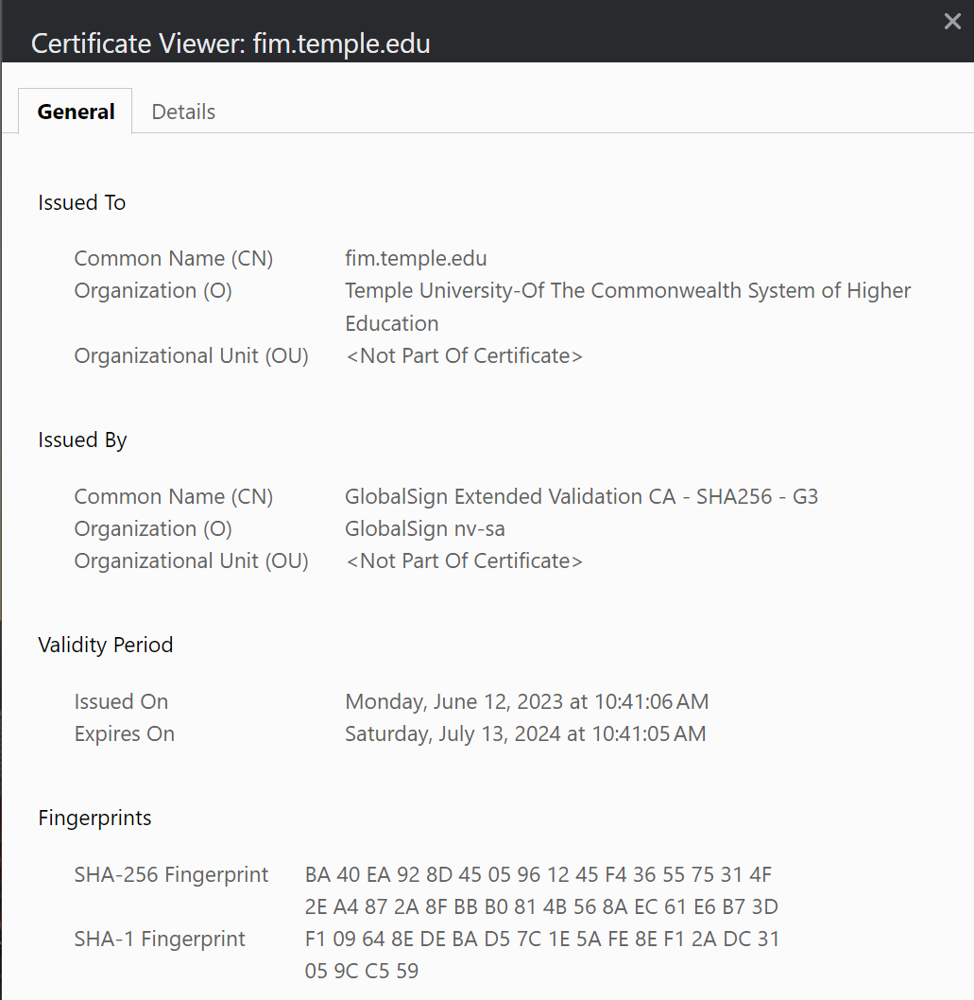 Certificate Viewer: fim.temple.edu
General Details
Issued To
Common Name (CN) fim.temple.edu
Organization (O) Temple University-Of The Commonwealth System of Higher
Education
Organizational Unit (OU) <Not Part Of Certificate>
Issued By
Common Name (CN) GlobalSign Extended Validation CA - SHA256 - G3
Organization (O) GlobalSign nv-sa
Organizational Unit (OU) <Not Part Of Certificate>
Validity Period
Issued On Monday, June 12, 2023 at 10:41:06 AM
Expires On Saturday, July 13, 2024 at 10:41:05 AM
Fingerprints
SHA-256 Fingerprint BA 40 EA 92 8D 45 05 96 12 45 F4 36 55 75 31 4F
2E A4 87 2A 8F BB B0 81 4B 56 8A EC 61 E6 B7 3D
SHA-1 Fingerprint F1 09 64 8E DE BA D5 7C 1E 5A FE 8E F1 2A DC 31
05 9C C5 59